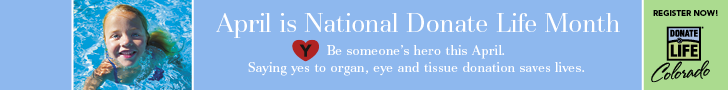 April is National Donate Life Month
Y Be someone's hero this April.
Saying yes to organ, eye and tissue donation saves lives.
REGISTER NOW!
DONATE
LIFE
Colorado